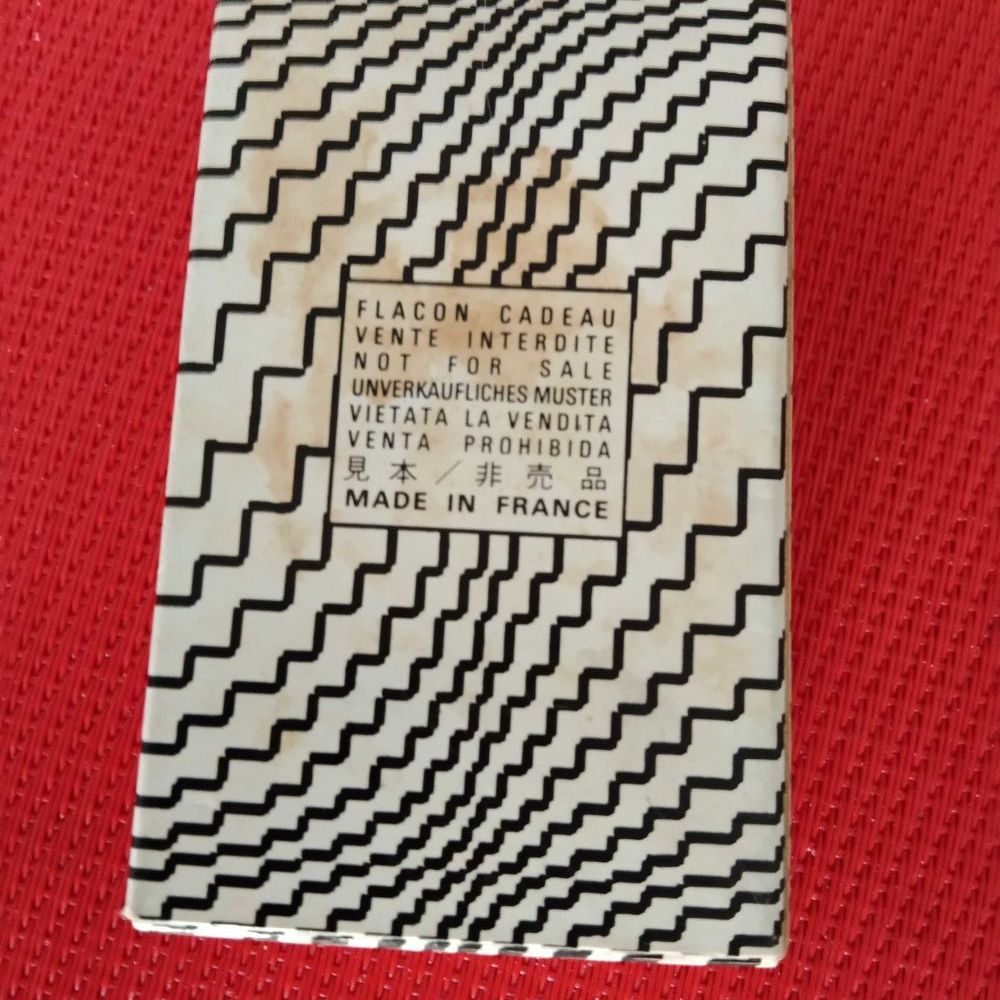 FLACON CADEAU
VENTE INTERDITE
NOT FOR SALE
UNVERKAUFLICHES MUSTER
VIETATA LA VENDITA
VENTA PROHIBIDA
見本/非売品
MADE IN FRANCE